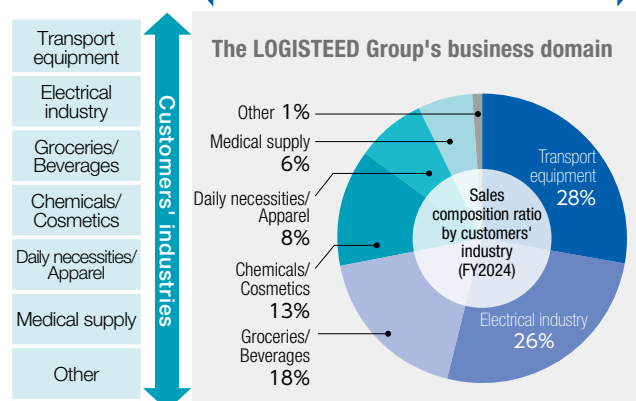 Transport
equipment
Electrical
industry
Groceries/
Beverages
Chemicals/
Cosmetics
Daily necessities/
Apparel
Medical supply
Other
Customers' industries
The LOGISTEED Group's business domain
Other 1%
Medical supply
6%
Daily necessities/
Apparel
8%
Chemicals/
Cosmetics
13%
Groceries/
Beverages
18%
Transport
equipment
28%
Electrical industry
26%
Sales
composition ratio
by customers'
industry
(FY2024)